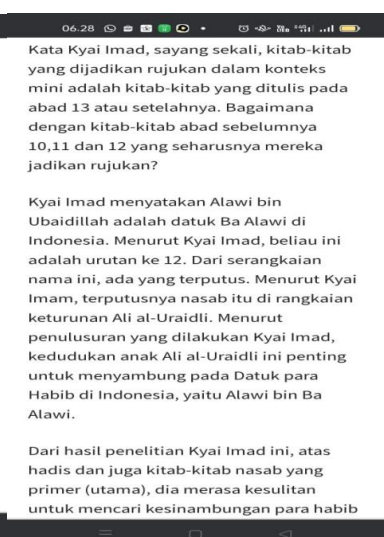 06.28
Kata Kyai Imad, sayang sekali, kitab-kitab
yang dijadikan rujukan dalam konteks
mini adalah kitab-kitab yang ditulis pada
abad 13 atau setelahnya. Bagaimana
dengan kitab-kitab abad sebelumnya
10,11 dan 12 yang seharusnya mereka
jadikan rujukan?
Kyai Imad menyatakan Alawi bin
Ubaidillah adalah datuk Ba Alawi di
Indonesia. Menurut Kyai Imad, beliau ini
adalah urutan ke 12. Dari serangkaian
nama ini, ada yang terputus. Menurut Kyai
Imam, terputusnya nasab itu di rangkaian
keturunan Ali al-Uraidli. Menurut
penulusuran yang dilakukan Kyai Imad,
kedudukan anak Ali al-Uraidli ini penting
untuk menyambung pada Datuk para
Habib di Indonesia, yaitu Alawi bin Ba
Alawi.
Dari hasil penelitian Kyai Imad ini, atas
hadis dan juga kitab-kitab nasab yang
primer (utama), dia merasa kesulitan
untuk mencari kesinambungan para habib